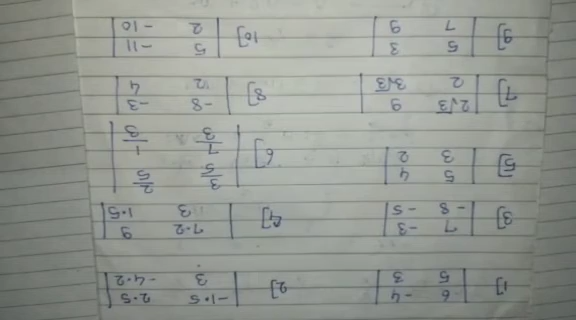 1] | 6 -4 | 2] | -1.5 2.5 |
| 5 3 | | 3 -4.2 |
3] | 7 -3 | 4] | 7.2 9 |
| -8 -5 | | 3 1.5 |
5] | 5 4 | 6] | 3/5 2/5 |
| 3 2 | | 7/3 1/3 |
7] | 2√3 9 | 8] | -8 -3 |
| 2 3√3 | | 12 4 |
9] | 5 3 | 10] | 5 -11 |
| 7 9 | | 2 -10 |